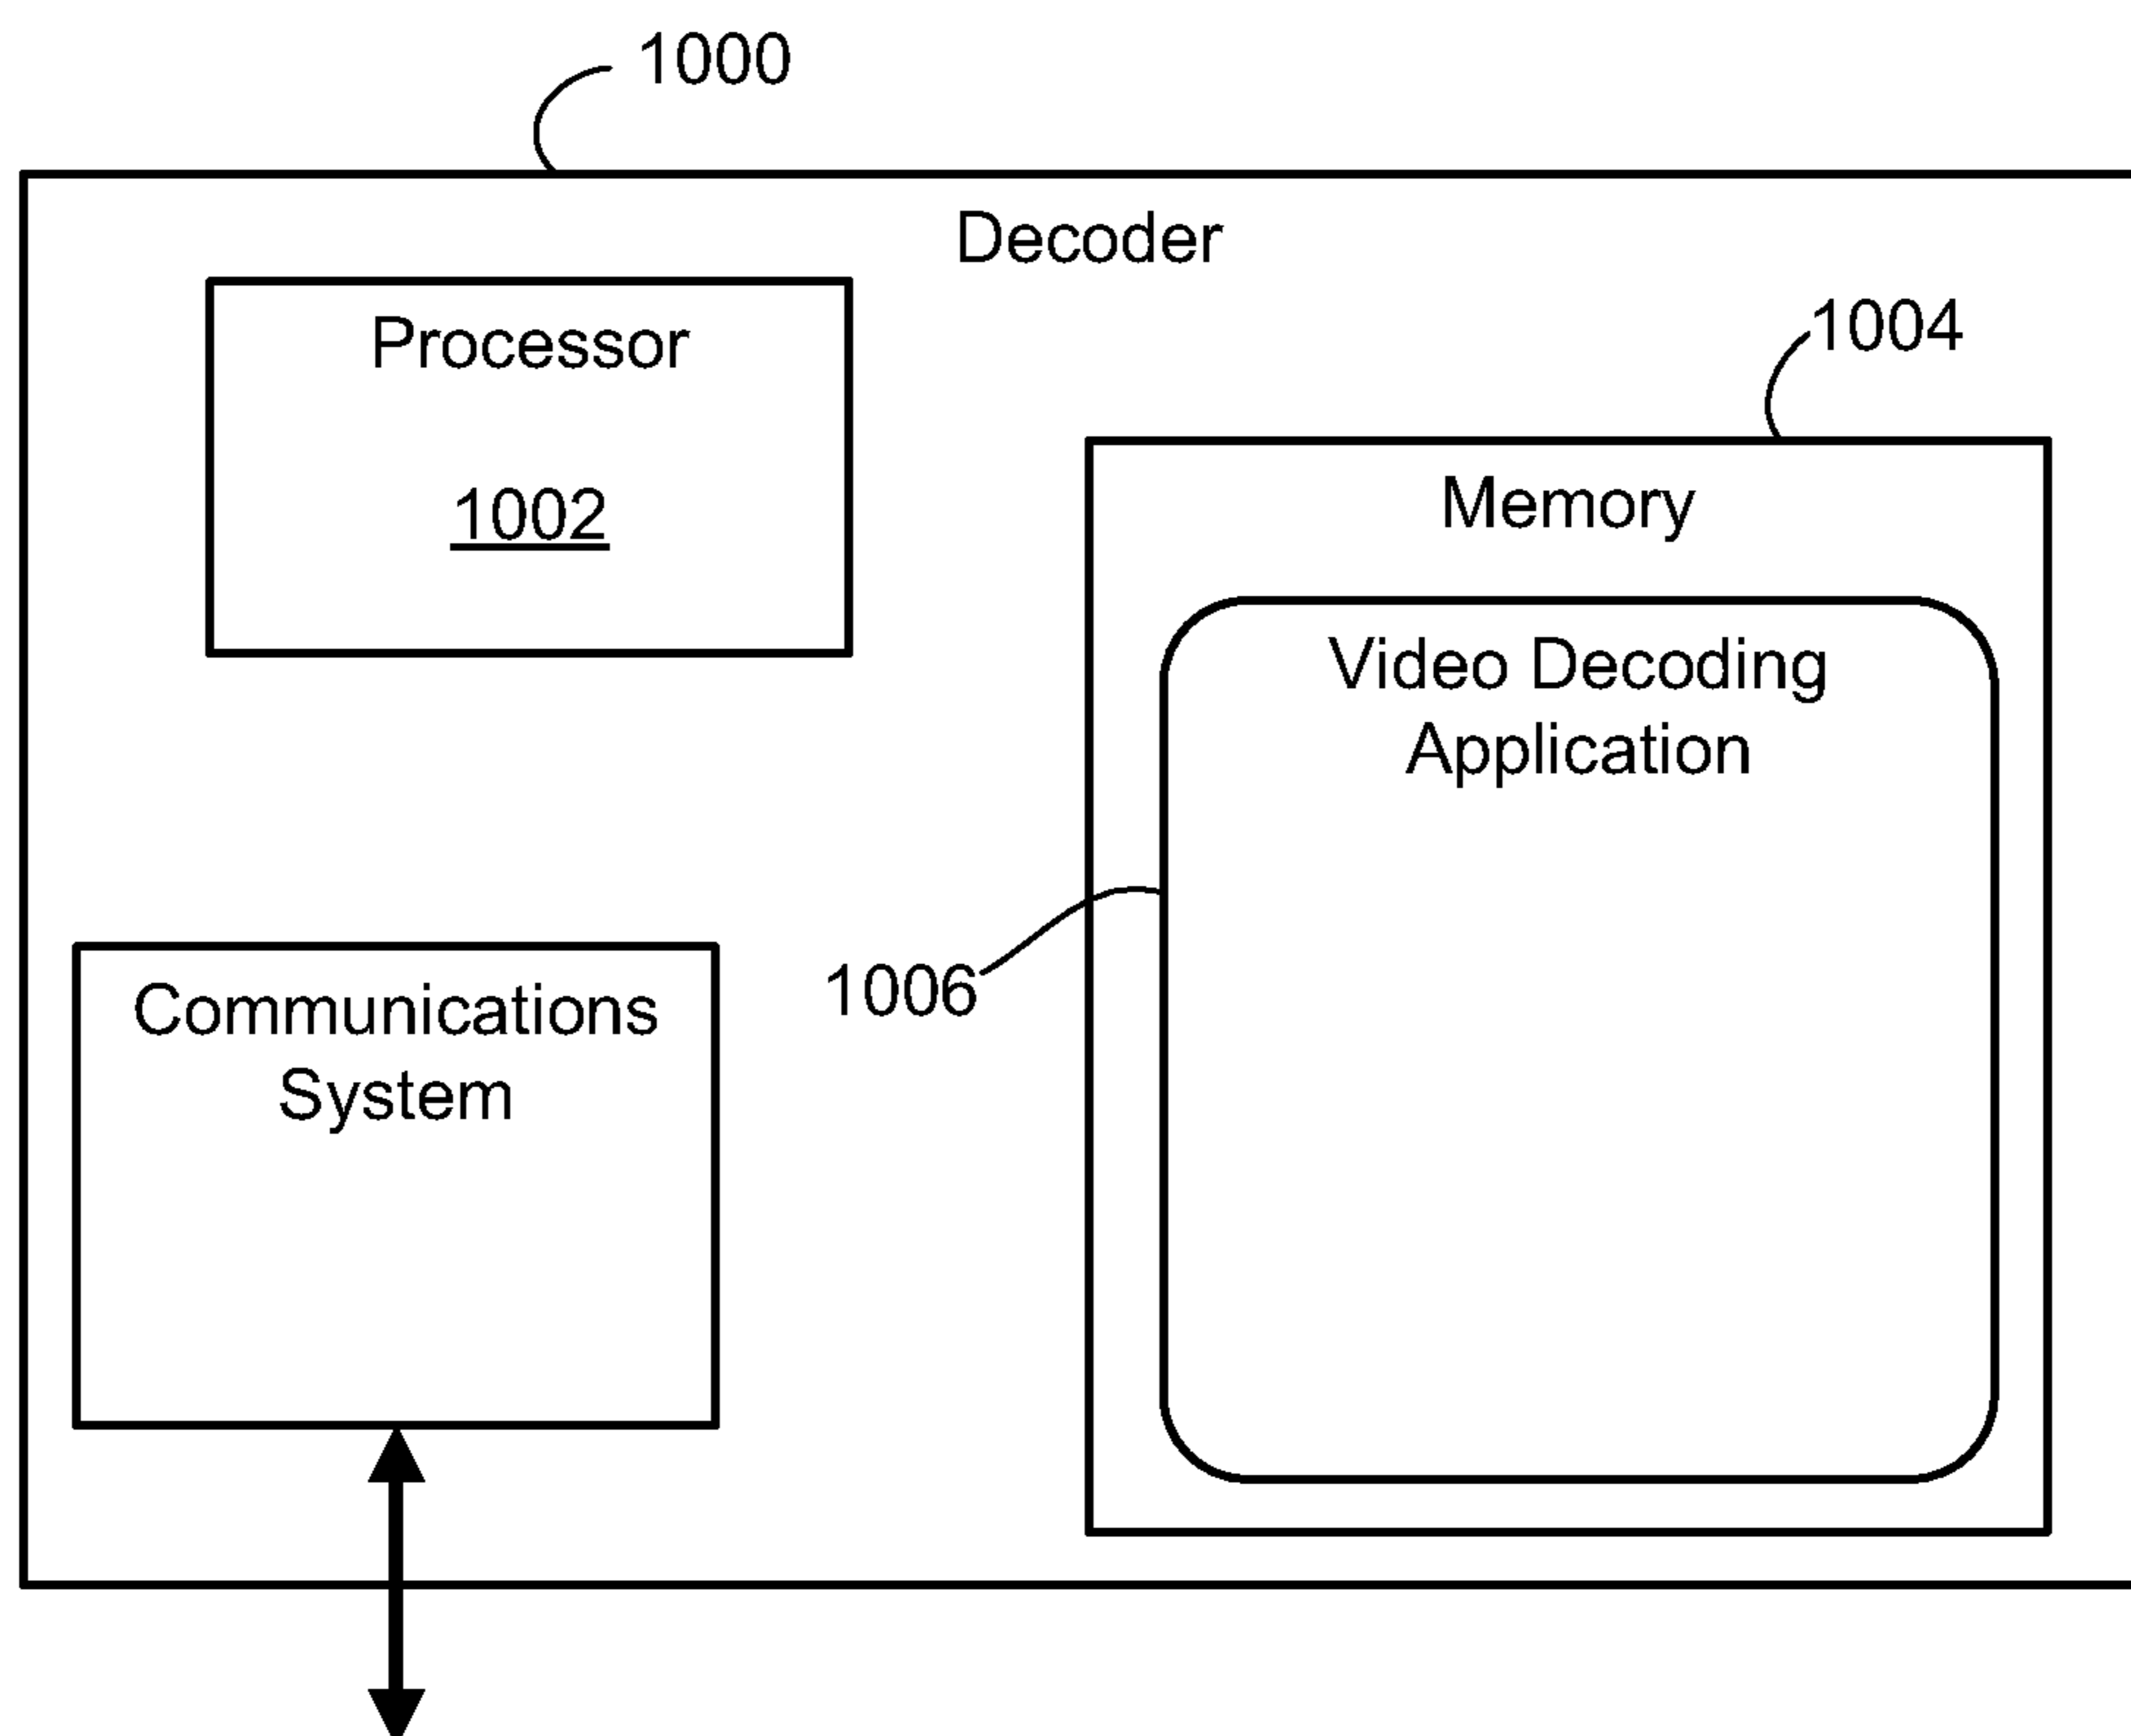 1000
Decoder
Processor
1002
1004
Memory
Video Decoding
Application
1006
Communications
System